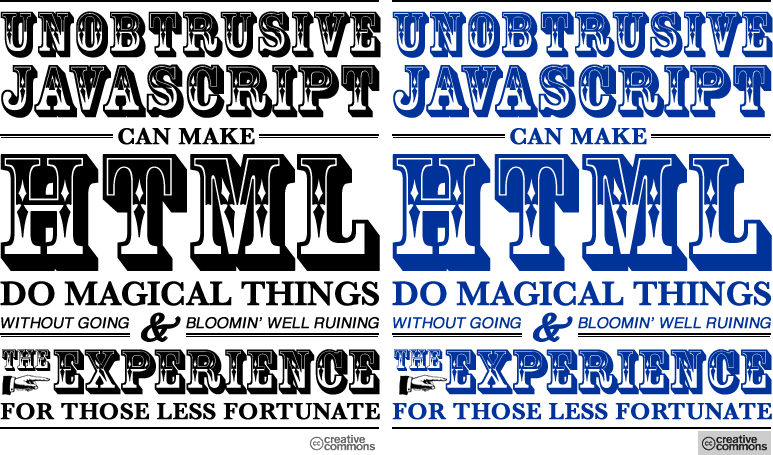 UNOBTRUSIVE
JAVASCRIPT
CAN MAKE
HTML
DO MAGICAL THINGS
WITHOUT GOING & BLOOMIN' WELL RUINING
THE EXPERIENCE
FOR THOSE LESS FORTUNATE
cc creative
commons
UNOBTRUSIVE
JAVASCRIPT
CAN MAKE
HTML
DO MAGICAL THINGS
WITHOUT GOING & BLOOMIN' WELL RUINING
THE EXPERIENCE
FOR THOSE LESS FORTUNATE
cc creative
commons